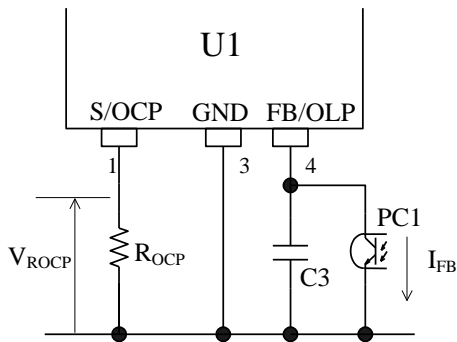 U1
S/OCP GND FB/OLP
1 3 4
PC1
V_ROCP R_OCP C3 I_FB